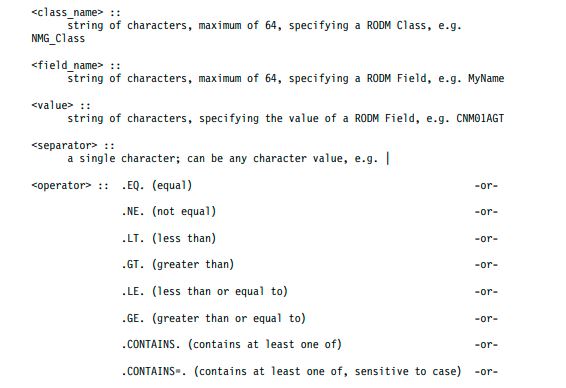 <class_name> ::
string of characters, maximum of 64, specifying a RODM Class, e.g.
NMG_Class
<field_name> ::
string of characters, maximum of 64, specifying a RODM Field, e.g. MyName
<value> ::
string of characters, specifying the value of a RODM Field, e.g. CNM01AGT
<separator> ::
a single character; can be any character value, e.g. |
<operator> :: .EQ. (equal) -or-
.NE. (not equal) -or-
.LT. (less than) -or-
.GT. (greater than) -or-
.LE. (less than or equal to) -or-
.GE. (greater than or equal to) -or-
.CONTAINS. (contains at least one of) -or-
.CONTAINS=. (contains at least one of, sensitive to case) -or-